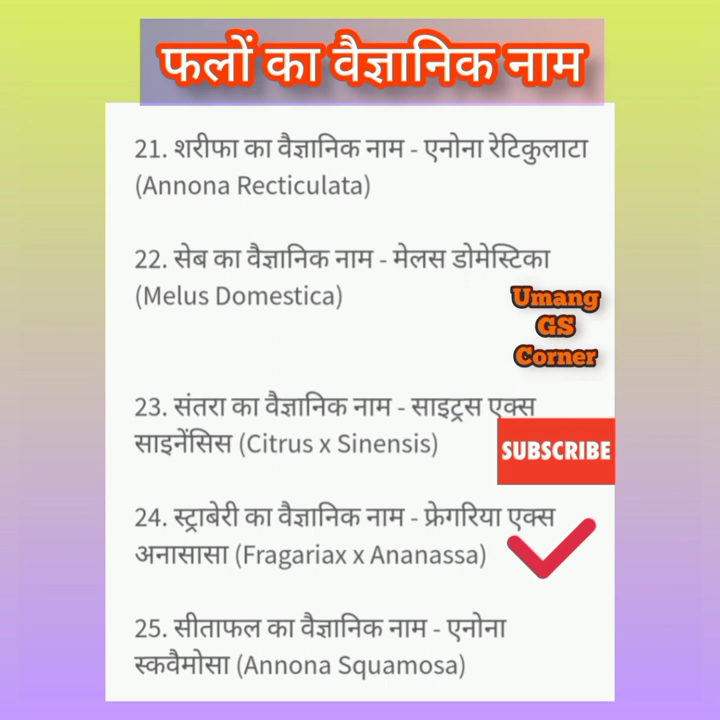 फलों का वैज्ञानिक नाम
21. शरीफा का वैज्ञानिक नाम - एनोना रेटिकुलाटा
(Annona Recticulata)
22. सेब का वैज्ञानिक नाम - मेलस डोमेस्टिका
(Melus Domestica)
Umang
GS
Corner
23. संतरा का वैज्ञानिक नाम - साइट्रस एक्स
साइनेंसिस (Citrus x Sinensis)
SUBSCRIBE
24. स्ट्राबेरी का वैज्ञानिक नाम - फ्रेगरिया एक्स
अनासासा (Fragariax x Ananassa)
25. सीताफल का वैज्ञानिक नाम - एनोना
स्कवैमोसा (Annona Squamosa)